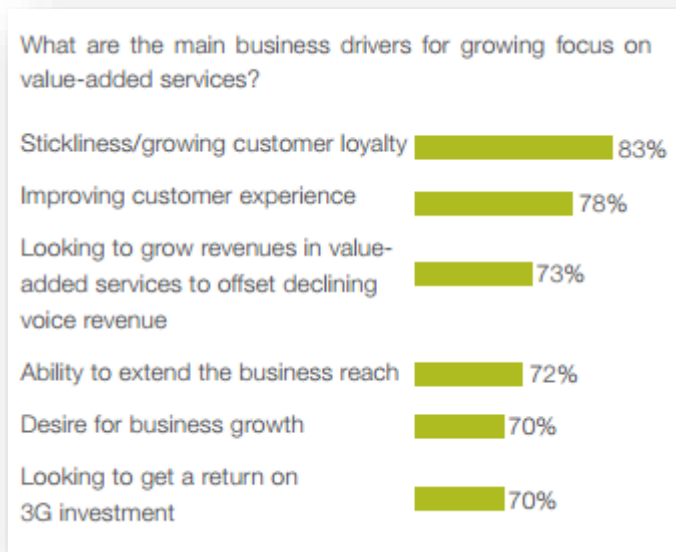 What are the main business drivers for growing focus on
value-added services?
Stickliness/growing customer loyalty 83%
Improving customer experience 78%
Looking to grow revenues in value-
added services to offset declining 73%
voice revenue
Ability to extend the business reach 72%
Desire for business growth 70%
Looking to get a return on
3G investment 70%